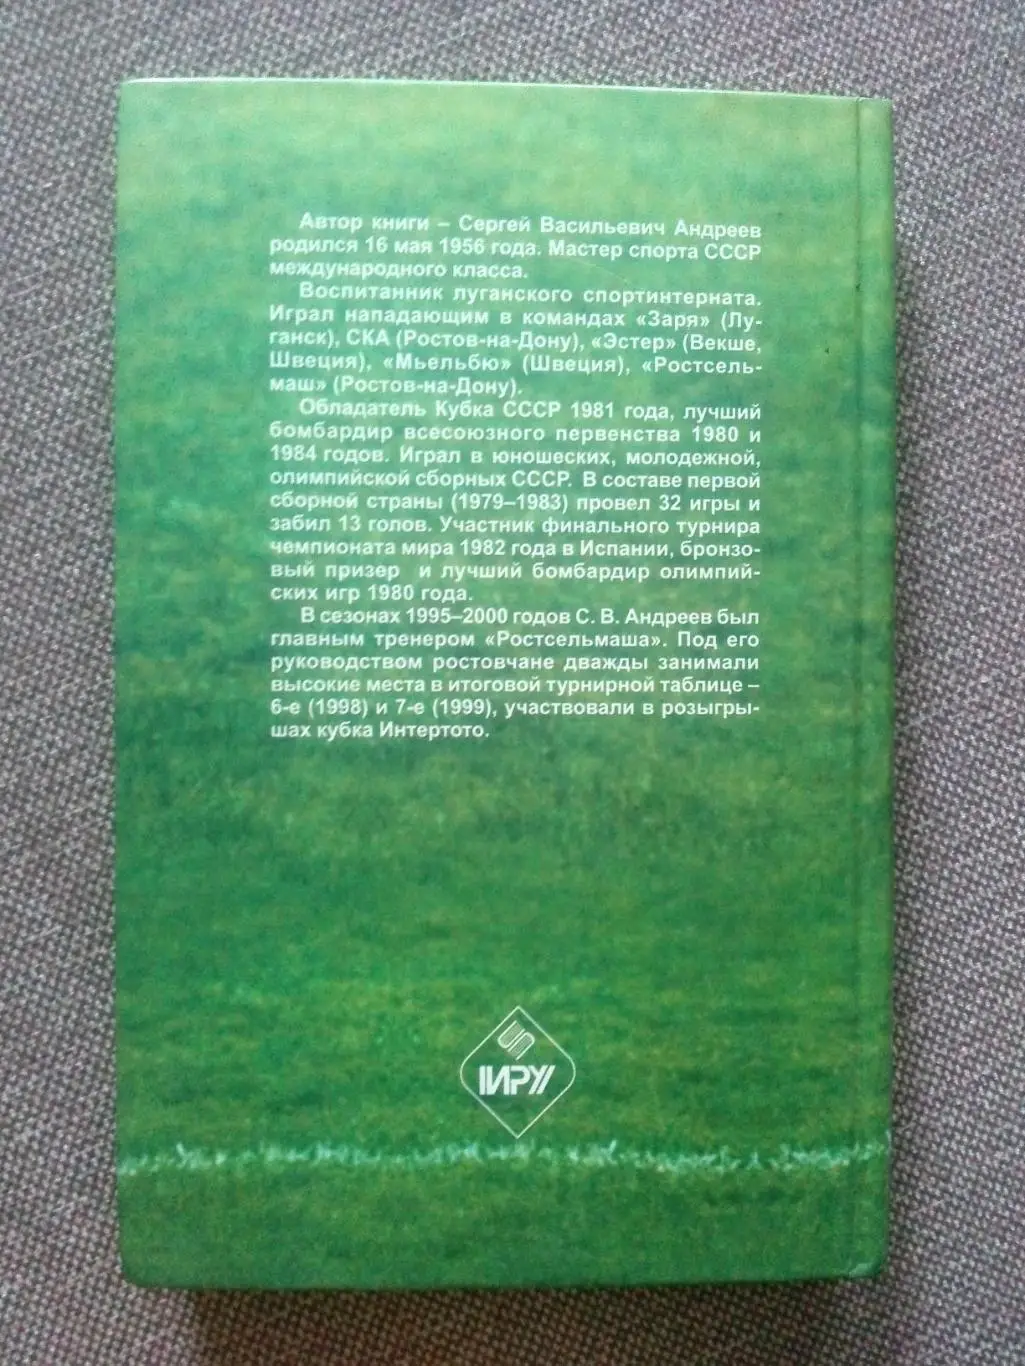 Автор книги – Сергей Васильевич Андреев
родился 16 мая 1956 года. Мастер спорта СССР
международного класса.
Воспитанник луганского спортинтерната.
Играл нападающим в командах «Заря» (Лу-
ганск), СКА (Ростов-на-Дону), «Эстер» (Векше,
Швеция), «Мьельбю» (Швеция), «Ростсель-
маш» (Ростов-на-Дону).
Обладатель Кубка СССР 1981 года, лучший
бомбардир всесоюзного первенства 1980 и
1984 годов. Играл в юношеских, молодежной,
олимпийской сборных СССР. В составе первой
сборной страны (1979–1983) провел 32 игры и
забил 13 голов. Участник финального турнира
чемпионата мира 1982 года в Испании, бронзо-
вый призер и лучший бомбардир олимпий-
ских игр 1980 года.
В сезонах 1995–2000 годов С. В. Андреев был
главным тренером «Ростсельмаша». Под его
руководством ростовчане дважды занимали
высокие места в итоговой турнирной таблице –
6-е (1998) и 7-е (1999), участвовали в розыгры-
шах кубка Интертото.